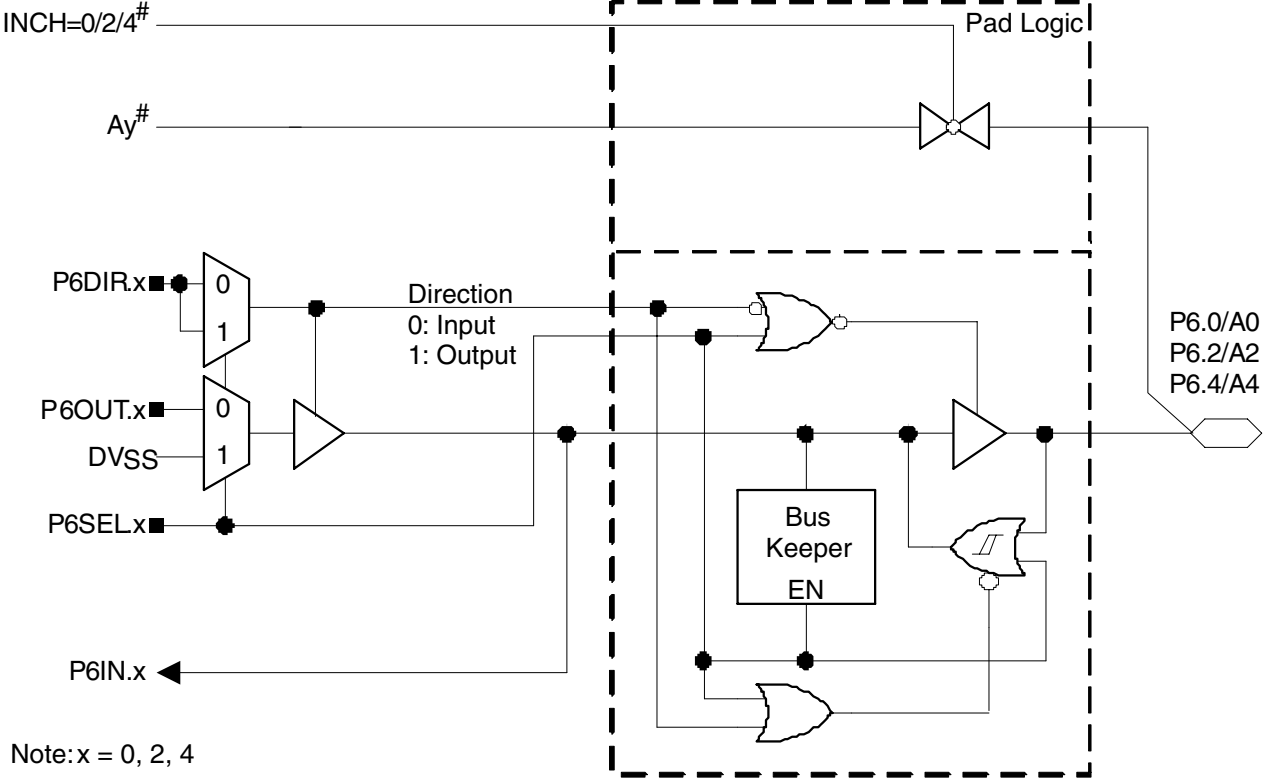 INCH=0/2/4#
Pad Logic
Ay#
P6DIR.x
0
1
Direction
0: Input
1: Output
P6.0/A0
P6.2/A2
P6.4/A4
P6OUT.x
0
DVSS
1
P6SEL.x
Bus
Keeper
EN
P6IN.x
Note: x = 0, 2, 4